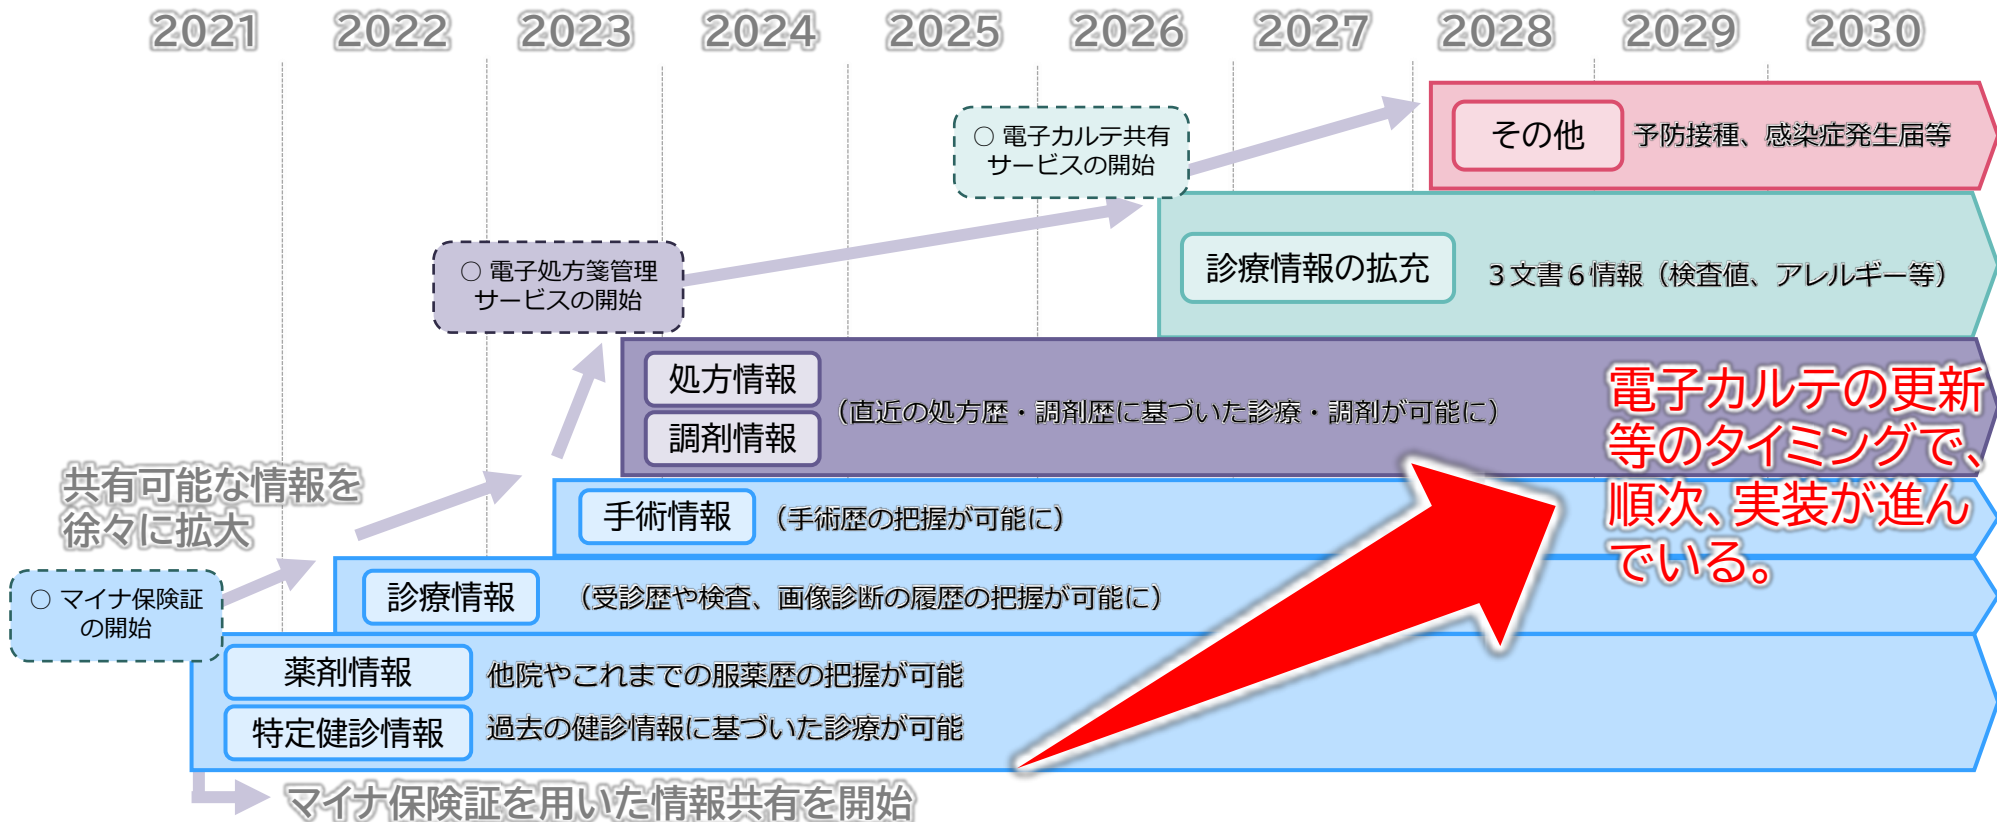 2021 2022 2023 2024 2025 2026 2027 2028 2029 2030
その他 予防接種、感染症発生届等
○ 電子カルテ共有
サービスの開始
診療情報の拡充 3文書6情報（検査値、アレルギー等）
○ 電子処方箋管理
サービスの開始
処方情報
調剤情報
（直近の処方歴・調剤歴に基づいた診療・調剤が可能に）
電子カルテの更新
等のタイミングで、
順次、実装が進ん
でいる。
共有可能な情報を
徐々に拡大
手術情報 （手術歴の把握が可能に）
○ マイナ保険証
の開始
診療情報 （受診歴や検査、画像診断の履歴の把握が可能に）
薬剤情報 他院やこれまでの服薬歴の把握が可能
特定健診情報 過去の健診情報に基づいた診療が可能
マイナ保険証を用いた情報共有を開始